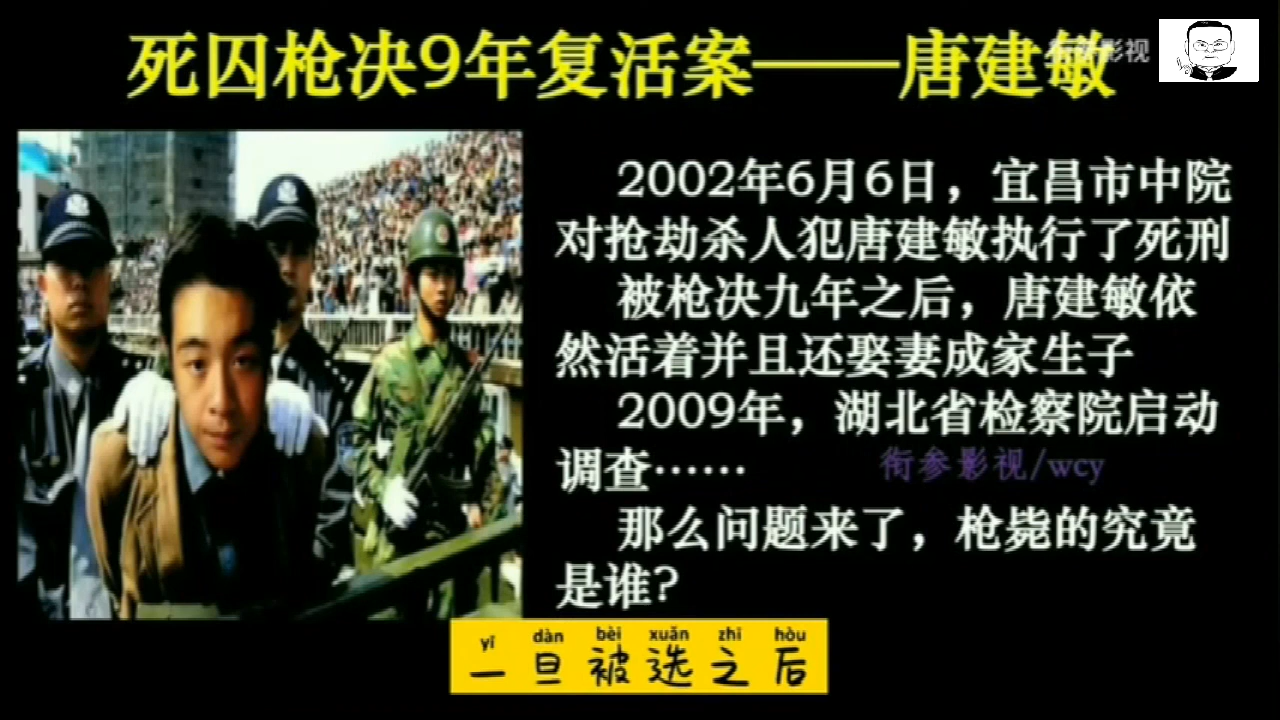 死囚枪决9年复活案——唐建敏
影视
2002年6月6日，宜昌市中院
对抢劫杀人犯唐建敏执行了死刑
被枪决九年之后，唐建敏依
然活着并且还娶妻成家生子
2009年，湖北省检察院启动
调查……
衔参影视/wcy
那么问题来了，枪毙的究竟
是谁？
yī dàn bèi xuǎn zhī hòu
一旦被选之后